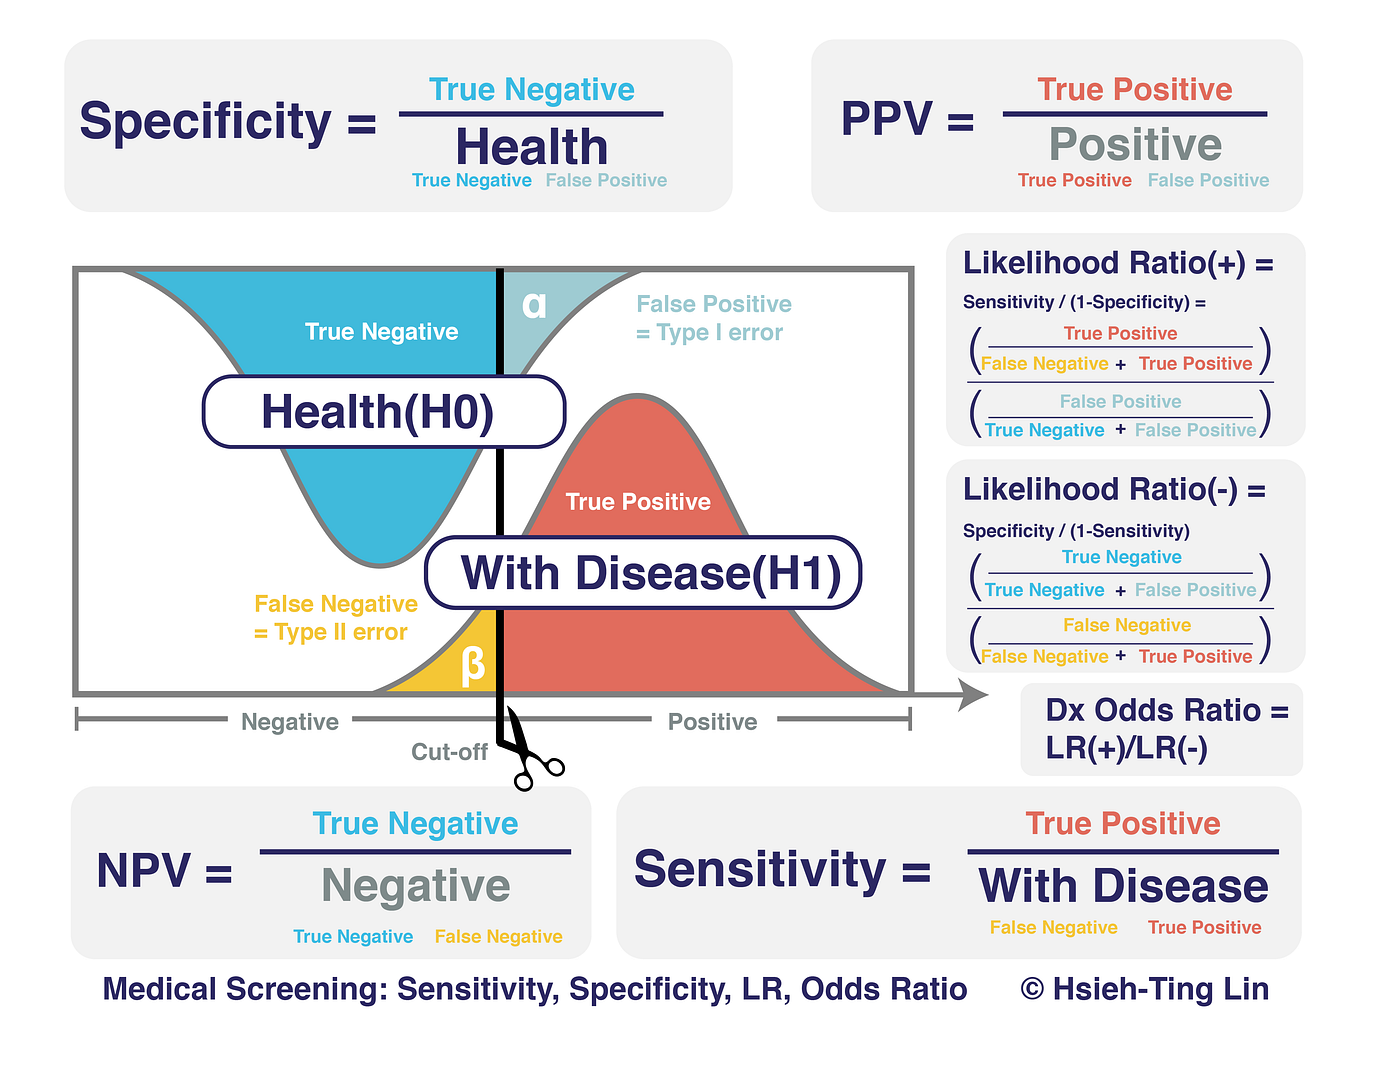 Specificity =
True Negative
Health
True Negative False Positive
PPV =
True Positive
Positive
True Positive False Positive
True Negative
α
False Positive
= Type I error
Health(H0)
True Positive
With Disease(H1)
False Negative
= Type II error
β
Negative
Positive
Cut-off
Likelihood Ratio(+) =
Sensitivity / (1-Specificity) =
( True Positive
False Negative + True Positive )
( False Positive
True Negative + False Positive )
Likelihood Ratio(-) =
Specificity / (1-Sensitivity)
( True Negative
True Negative + False Positive )
( False Negative
False Negative + True Positive )
Dx Odds Ratio =
LR(+)/LR(-)
NPV =
True Negative
Negative
True Negative False Negative
Sensitivity =
True Positive
With Disease
False Negative True Positive
Medical Screening: Sensitivity, Specificity, LR, Odds Ratio © Hsieh-Ting Lin